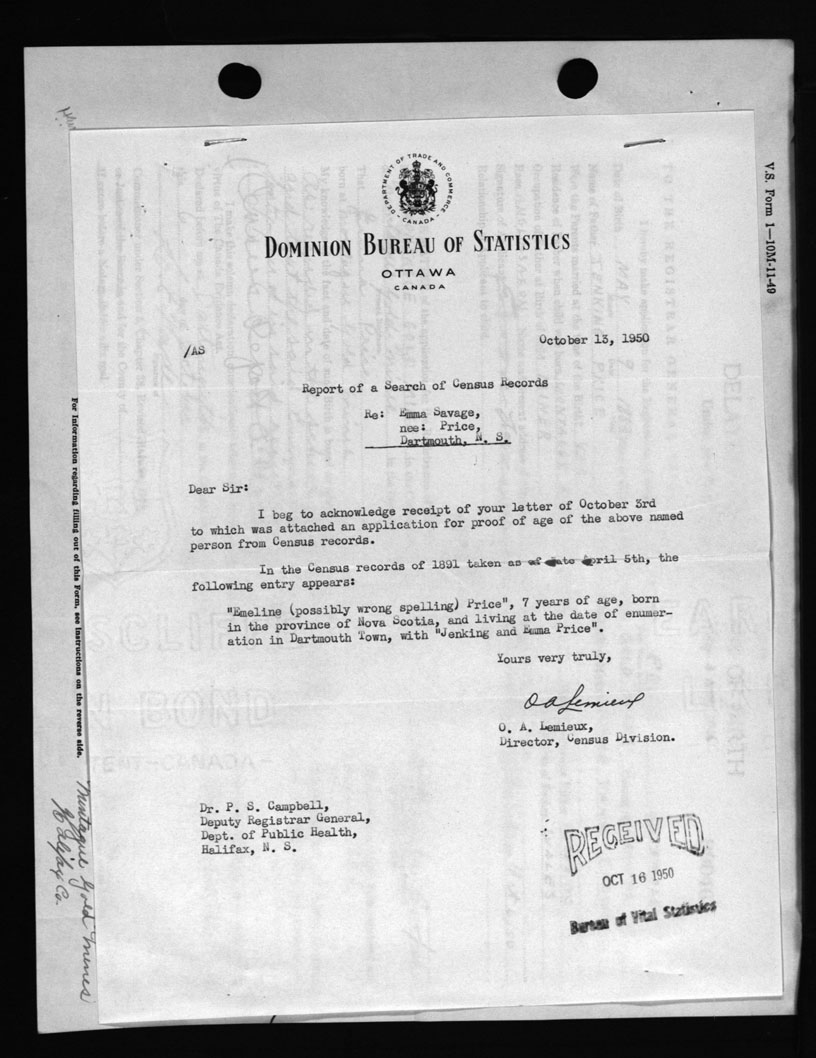 DEPARTMENT OF TRADE AND COMMERCE
- CANADA -
DOMINION BUREAU OF STATISTICS
OTTAWA
CANADA
/AS
October 13, 1950
Report of a Search of Census Records
Re: Emma Savage,
nee: Price,
Dartmouth, N. S.
Dear Sir:
I beg to acknowledge receipt of your letter of October 3rd
to which was attached an application for proof of age of the above named
person from Census records.
In the Census records of 1891 taken as of date April 5th, the
following entry appears:
"Emeline (possibly wrong spelling) Price", 7 years of age, born
in the province of Nova Scotia, and living at the date of enumer-
ation in Dartmouth Town, with "Jenking and Emma Price".
Yours very truly,
O A Lemieux
O. A. Lemieux,
Director, Census Division.
Dr. P. S. Campbell,
Deputy Registrar General,
Dept. of Public Health,
Halifax, N. S.
RECEIVED
OCT 16 1950
Bureau of Vital Statistics
V.S. Form 1—10M-11-49
For Information regarding filling out of this Form, see Instructions on the reverse side.
Montague Gold Mines
Halifax Co.